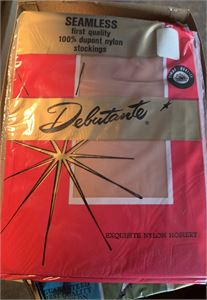 SEAMLESS
first quality
100% dupont nylon
stockings
Debutante ®
EXQUISITE NYLON HOSIERY